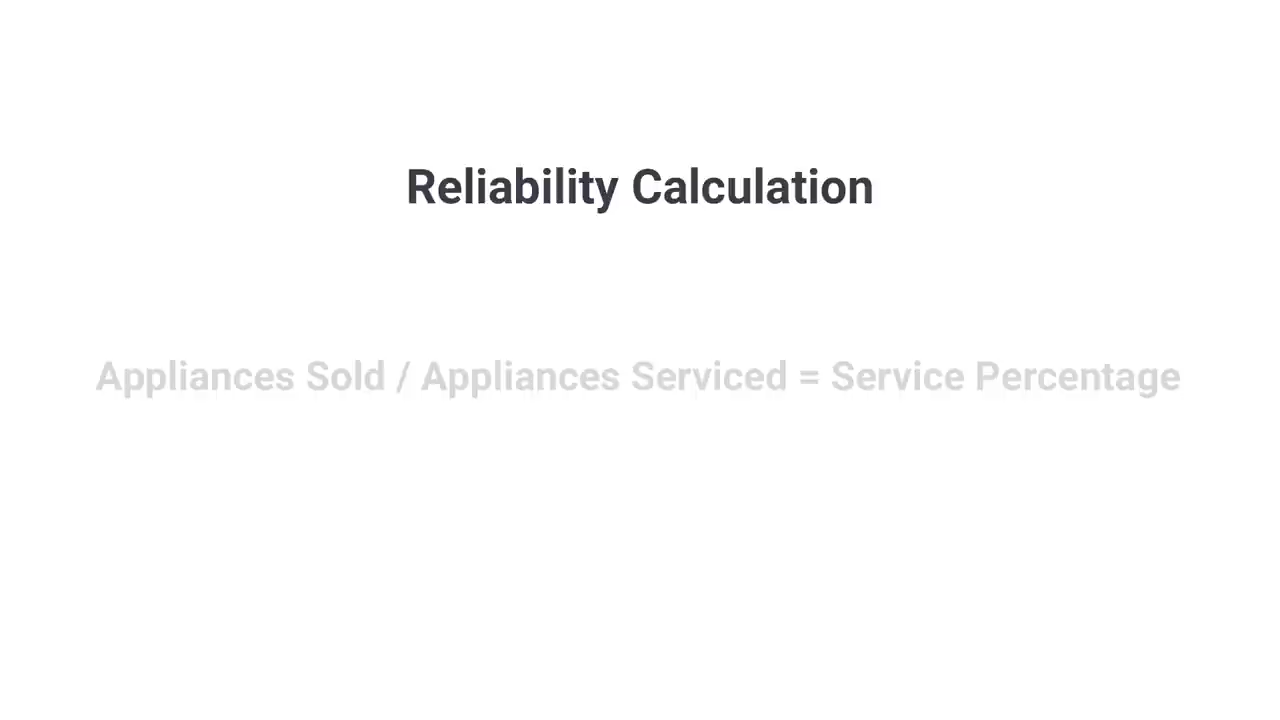 Reliability Calculation
Appliances Sold / Appliances Serviced = Service Percentage